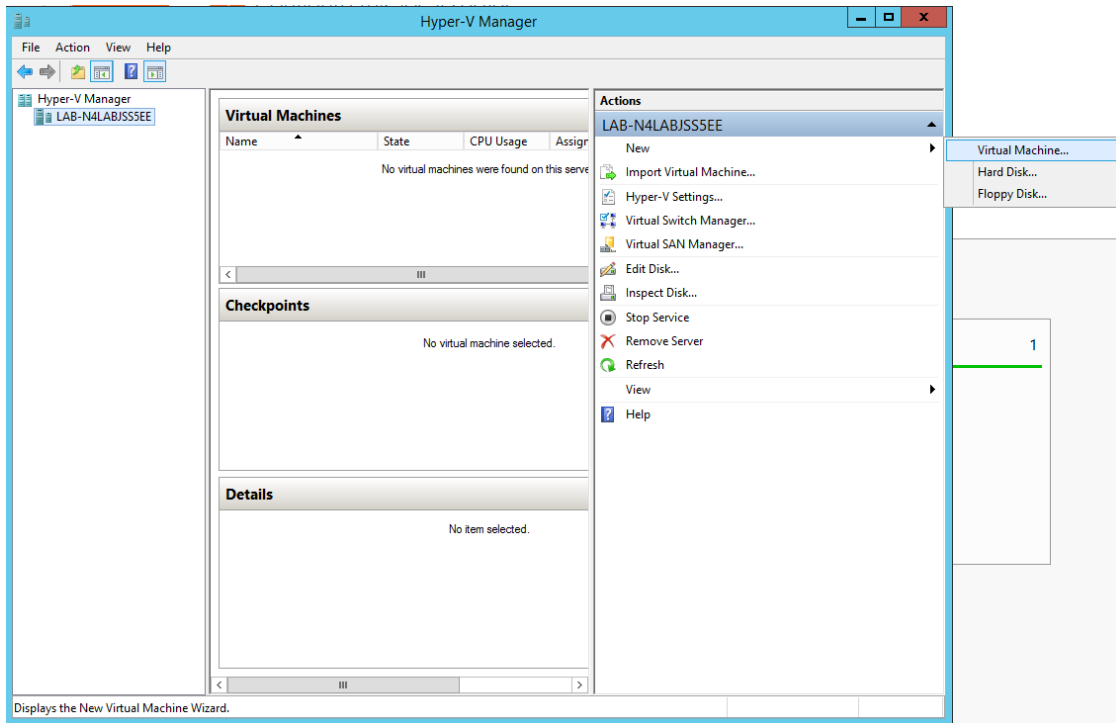 Hyper-V Manager
File Action View Help
Hyper-V Manager
LAB-N4LABJSS5EE
Virtual Machines
Name State CPU Usage Assigr
No virtual machines were found on this serve
Checkpoints
No virtual machine selected.
Details
No item selected.
Actions
LAB-N4LABJSS5EE
New
Import Virtual Machine...
Hyper-V Settings...
Virtual Switch Manager...
Virtual SAN Manager...
Edit Disk...
Inspect Disk...
Stop Service
Remove Server
Refresh
View
Help
Virtual Machine...
Hard Disk...
Floppy Disk...
1
Displays the New Virtual Machine Wizard.